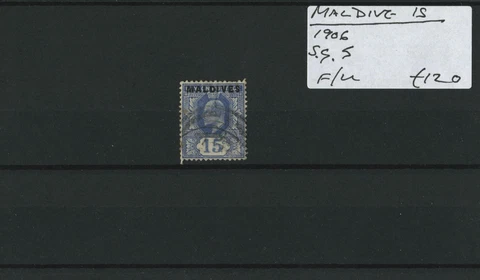 MALDIVE IS
1906
S.G. 5
F/U £120
MALDIVES
15